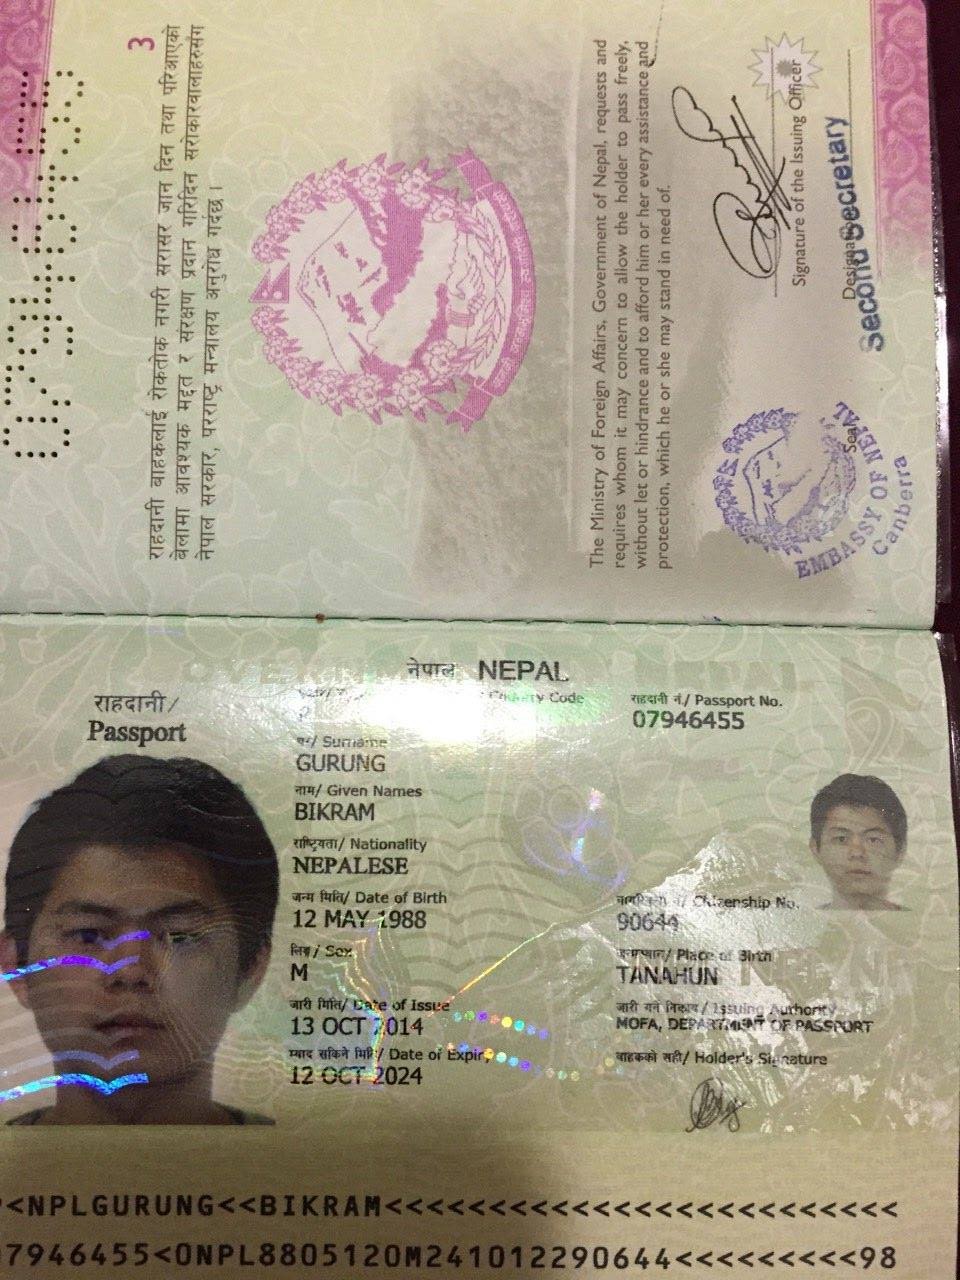 07946455
3
राहदानी बाहकलाई रोकतोक नगरी सरासर जान दिन तथा परिआएको
बेलामा आवश्यक मद्दत र संरक्षण प्रदान गरिदिन सरोकारवालाहरुसंग
नेपाल सरकार, परराष्ट्र मन्त्रालय अनुरोध गर्दछ ।
The Ministry of Foreign Affairs, Government of Nepal, requests and
requires whom it may concern to allow the holder to pass freely,
without let or hindrance and to afford him or her every assistance and
protection, which he or she may stand in need of.
Signature of the Issuing Officer
Second Secretary
Seal
EMBASSY OF NEPAL
Canberra
नेपाल NEPAL
राहदानी/
Passport
Country Code
राहदानी नं./ Passport No.
07946455
थर/ Surname
GURUNG
नाम/ Given Names
BIKRAM
राष्ट्रियता/ Nationality
NEPALESE
जन्म मिति/ Date of Birth
12 MAY 1988
नागरिकता नं/ Citizenship No.
90644
लिङ्ग/ Sex
M
जन्मस्थान/ Place of Birth
TANAHUN
जारी मिति/ Date of Issue
13 OCT 2014
जारी गर्ने निकाय/ Issuing Authority
MOFA, DEPARTMENT OF PASSPORT
म्याद सकिने मिति/ Date of Expiry
12 OCT 2024
वाहकको सही/ Holder's Signature
<NPLGURUNG<<BIKRAM<<<<<<<<<<<<<<<<<<<<<<<<<
7946455<0NPL8805120M241012290644<<<<<<<<<98